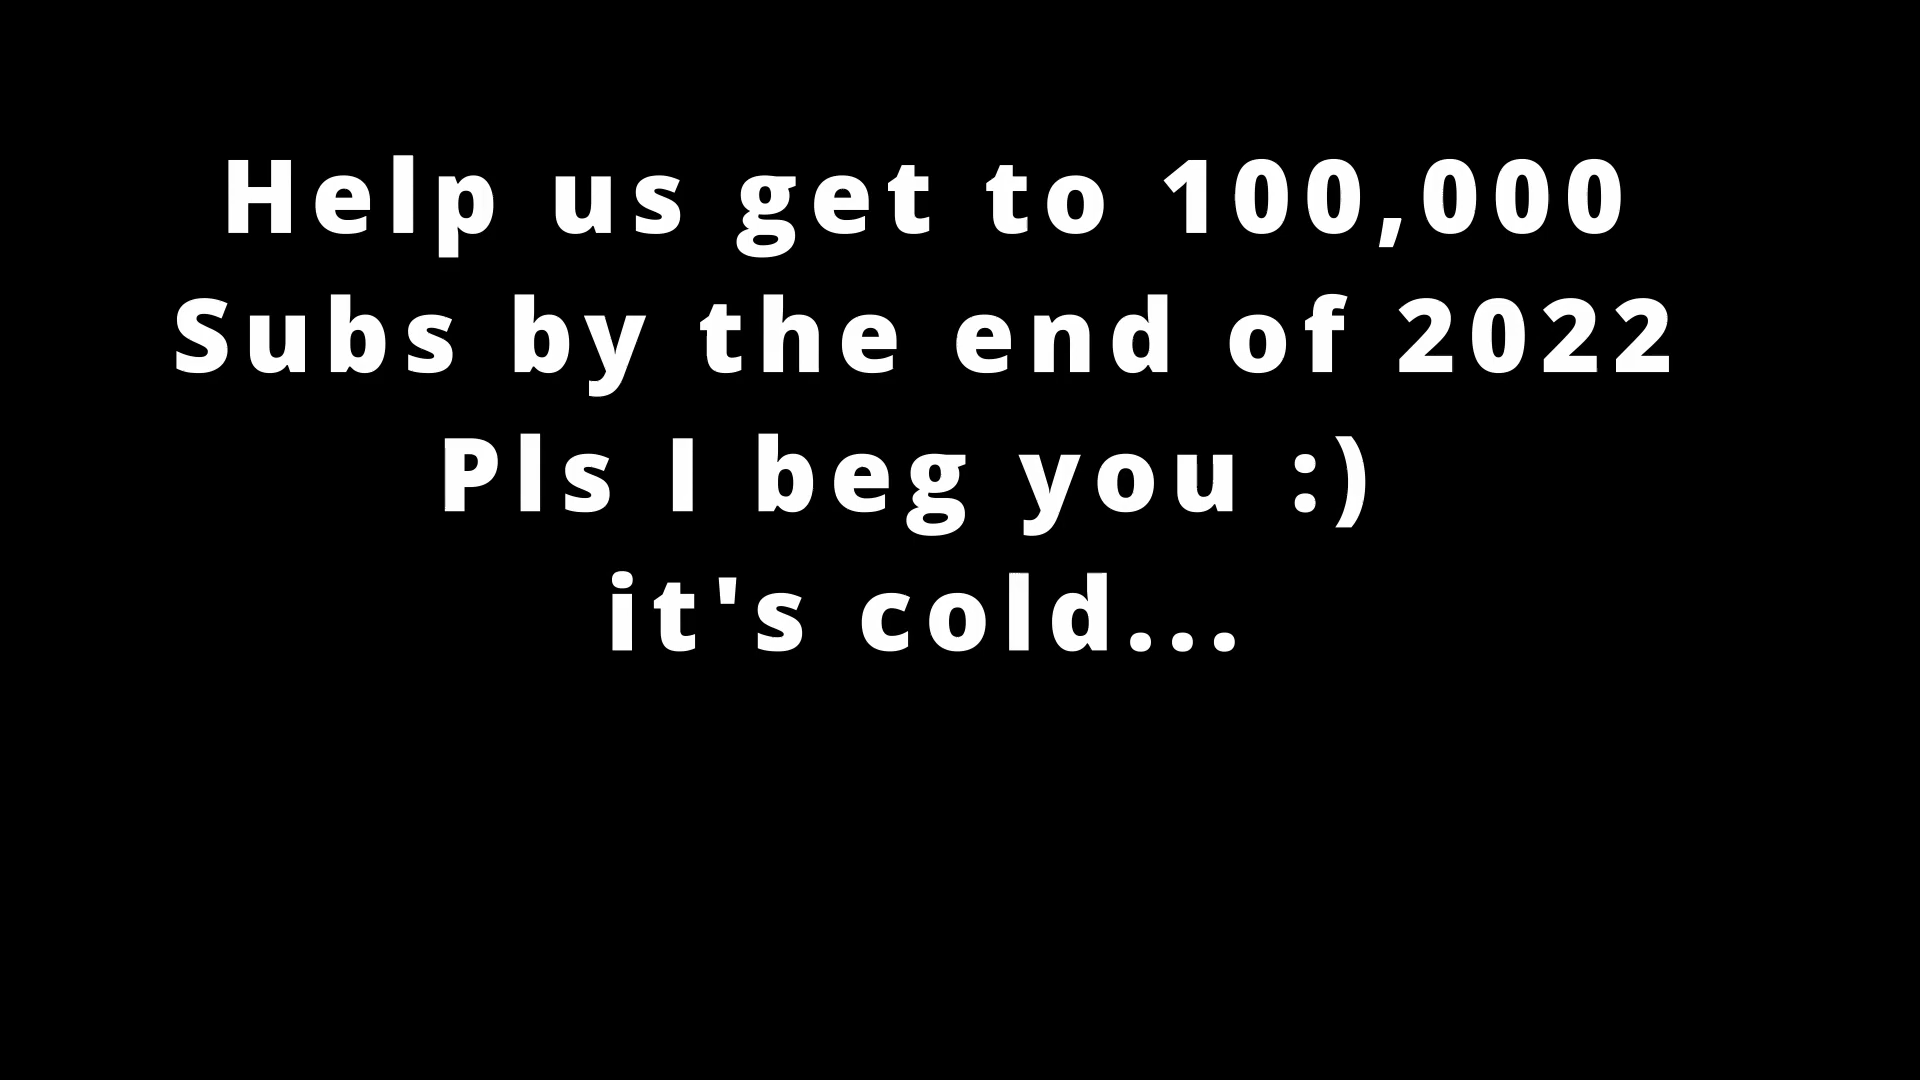 Help us get to 100,000
Subs by the end of 2022
Pls I beg you :)
it's cold...